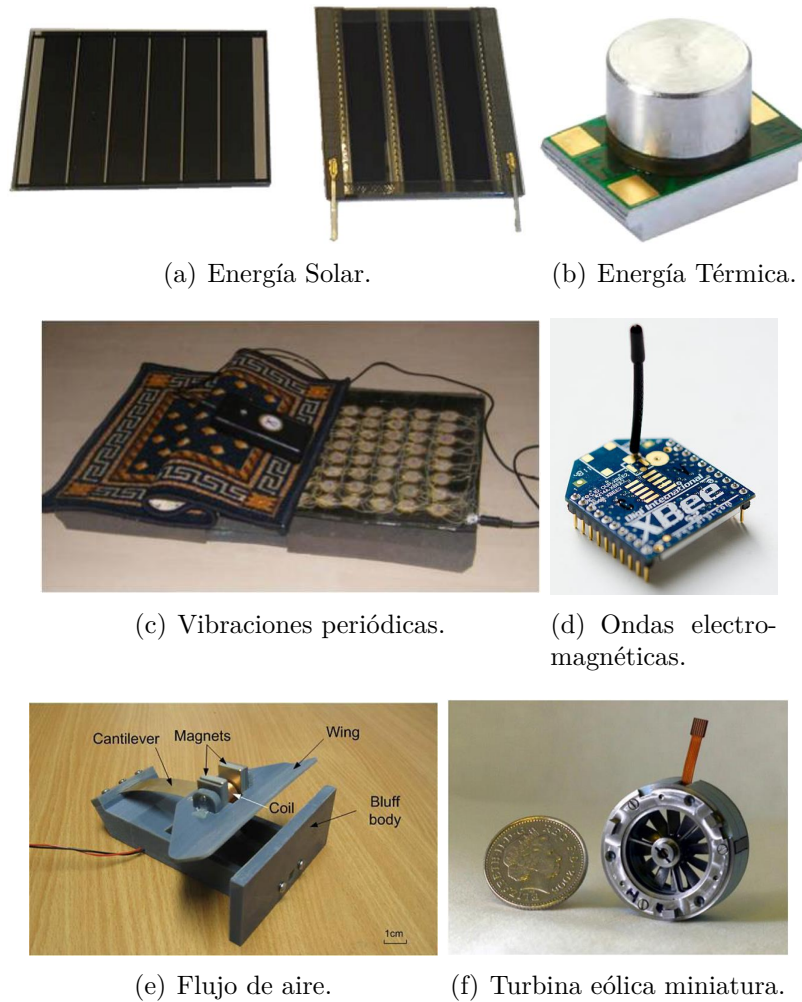 (a) Energía Solar.
(b) Energía Térmica.
International
XBee
(c) Vibraciones periódicas.
(d) Ondas electro-
magnéticas.
Cantilever
Magnets
Wing
Coil
Bluff
body
1cm
(e) Flujo de aire.
(f) Turbina eólica miniatura.